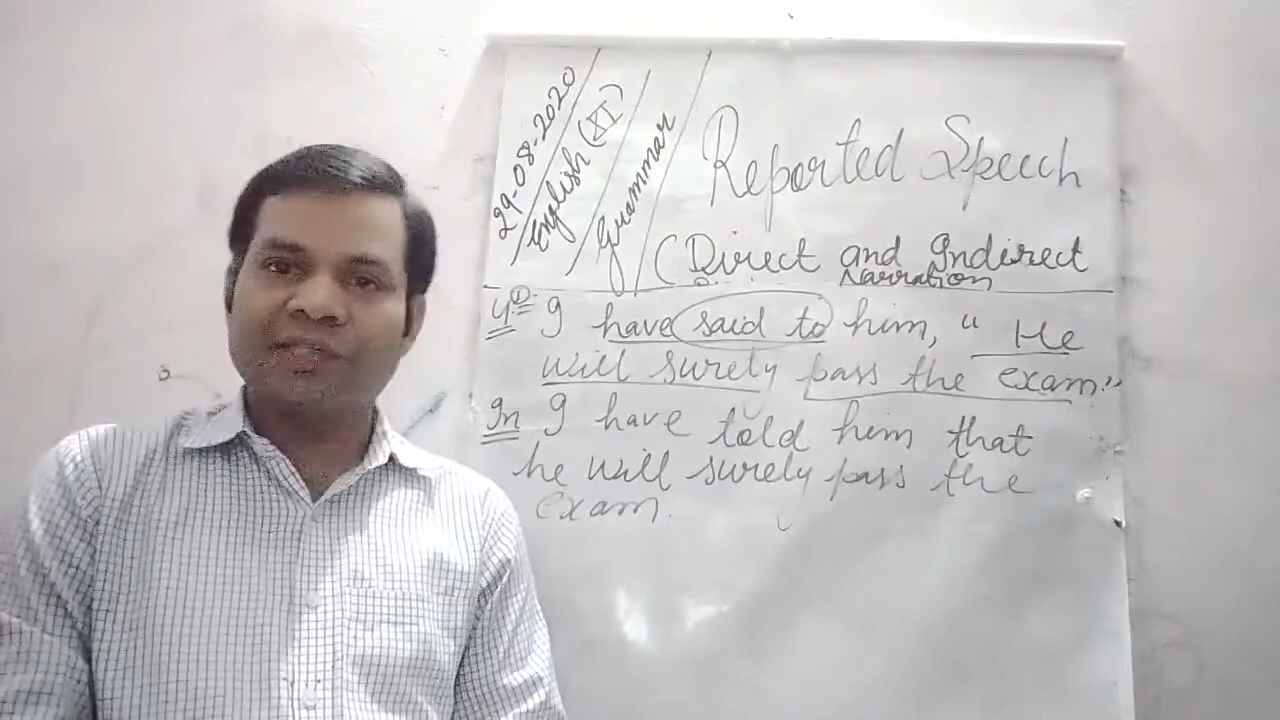 29-08-2020
English (XI)
Grammar
Reported Speech
(Direct and Indirect
Narration
4. D: I have said to him, " He
will surely pass the exam."
In I have told him that
he will surely pass the
exam.